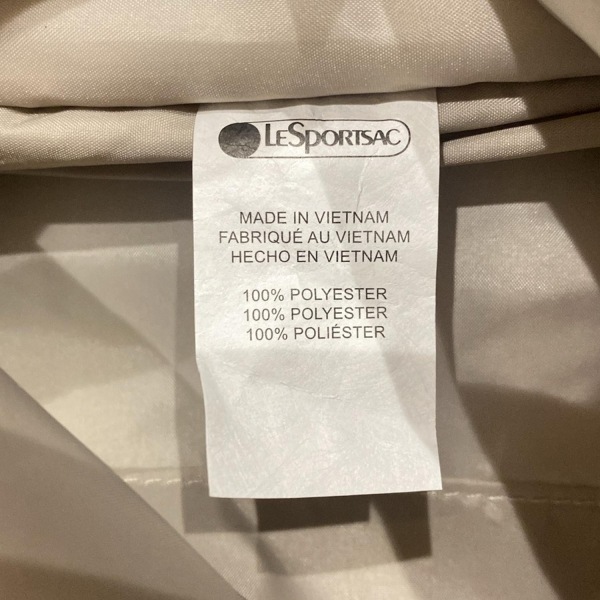 LeSportsac
MADE IN VIETNAM
FABRIQUÉ AU VIETNAM
HECHO EN VIETNAM
100% POLYESTER
100% POLYESTER
100% POLIÉSTER